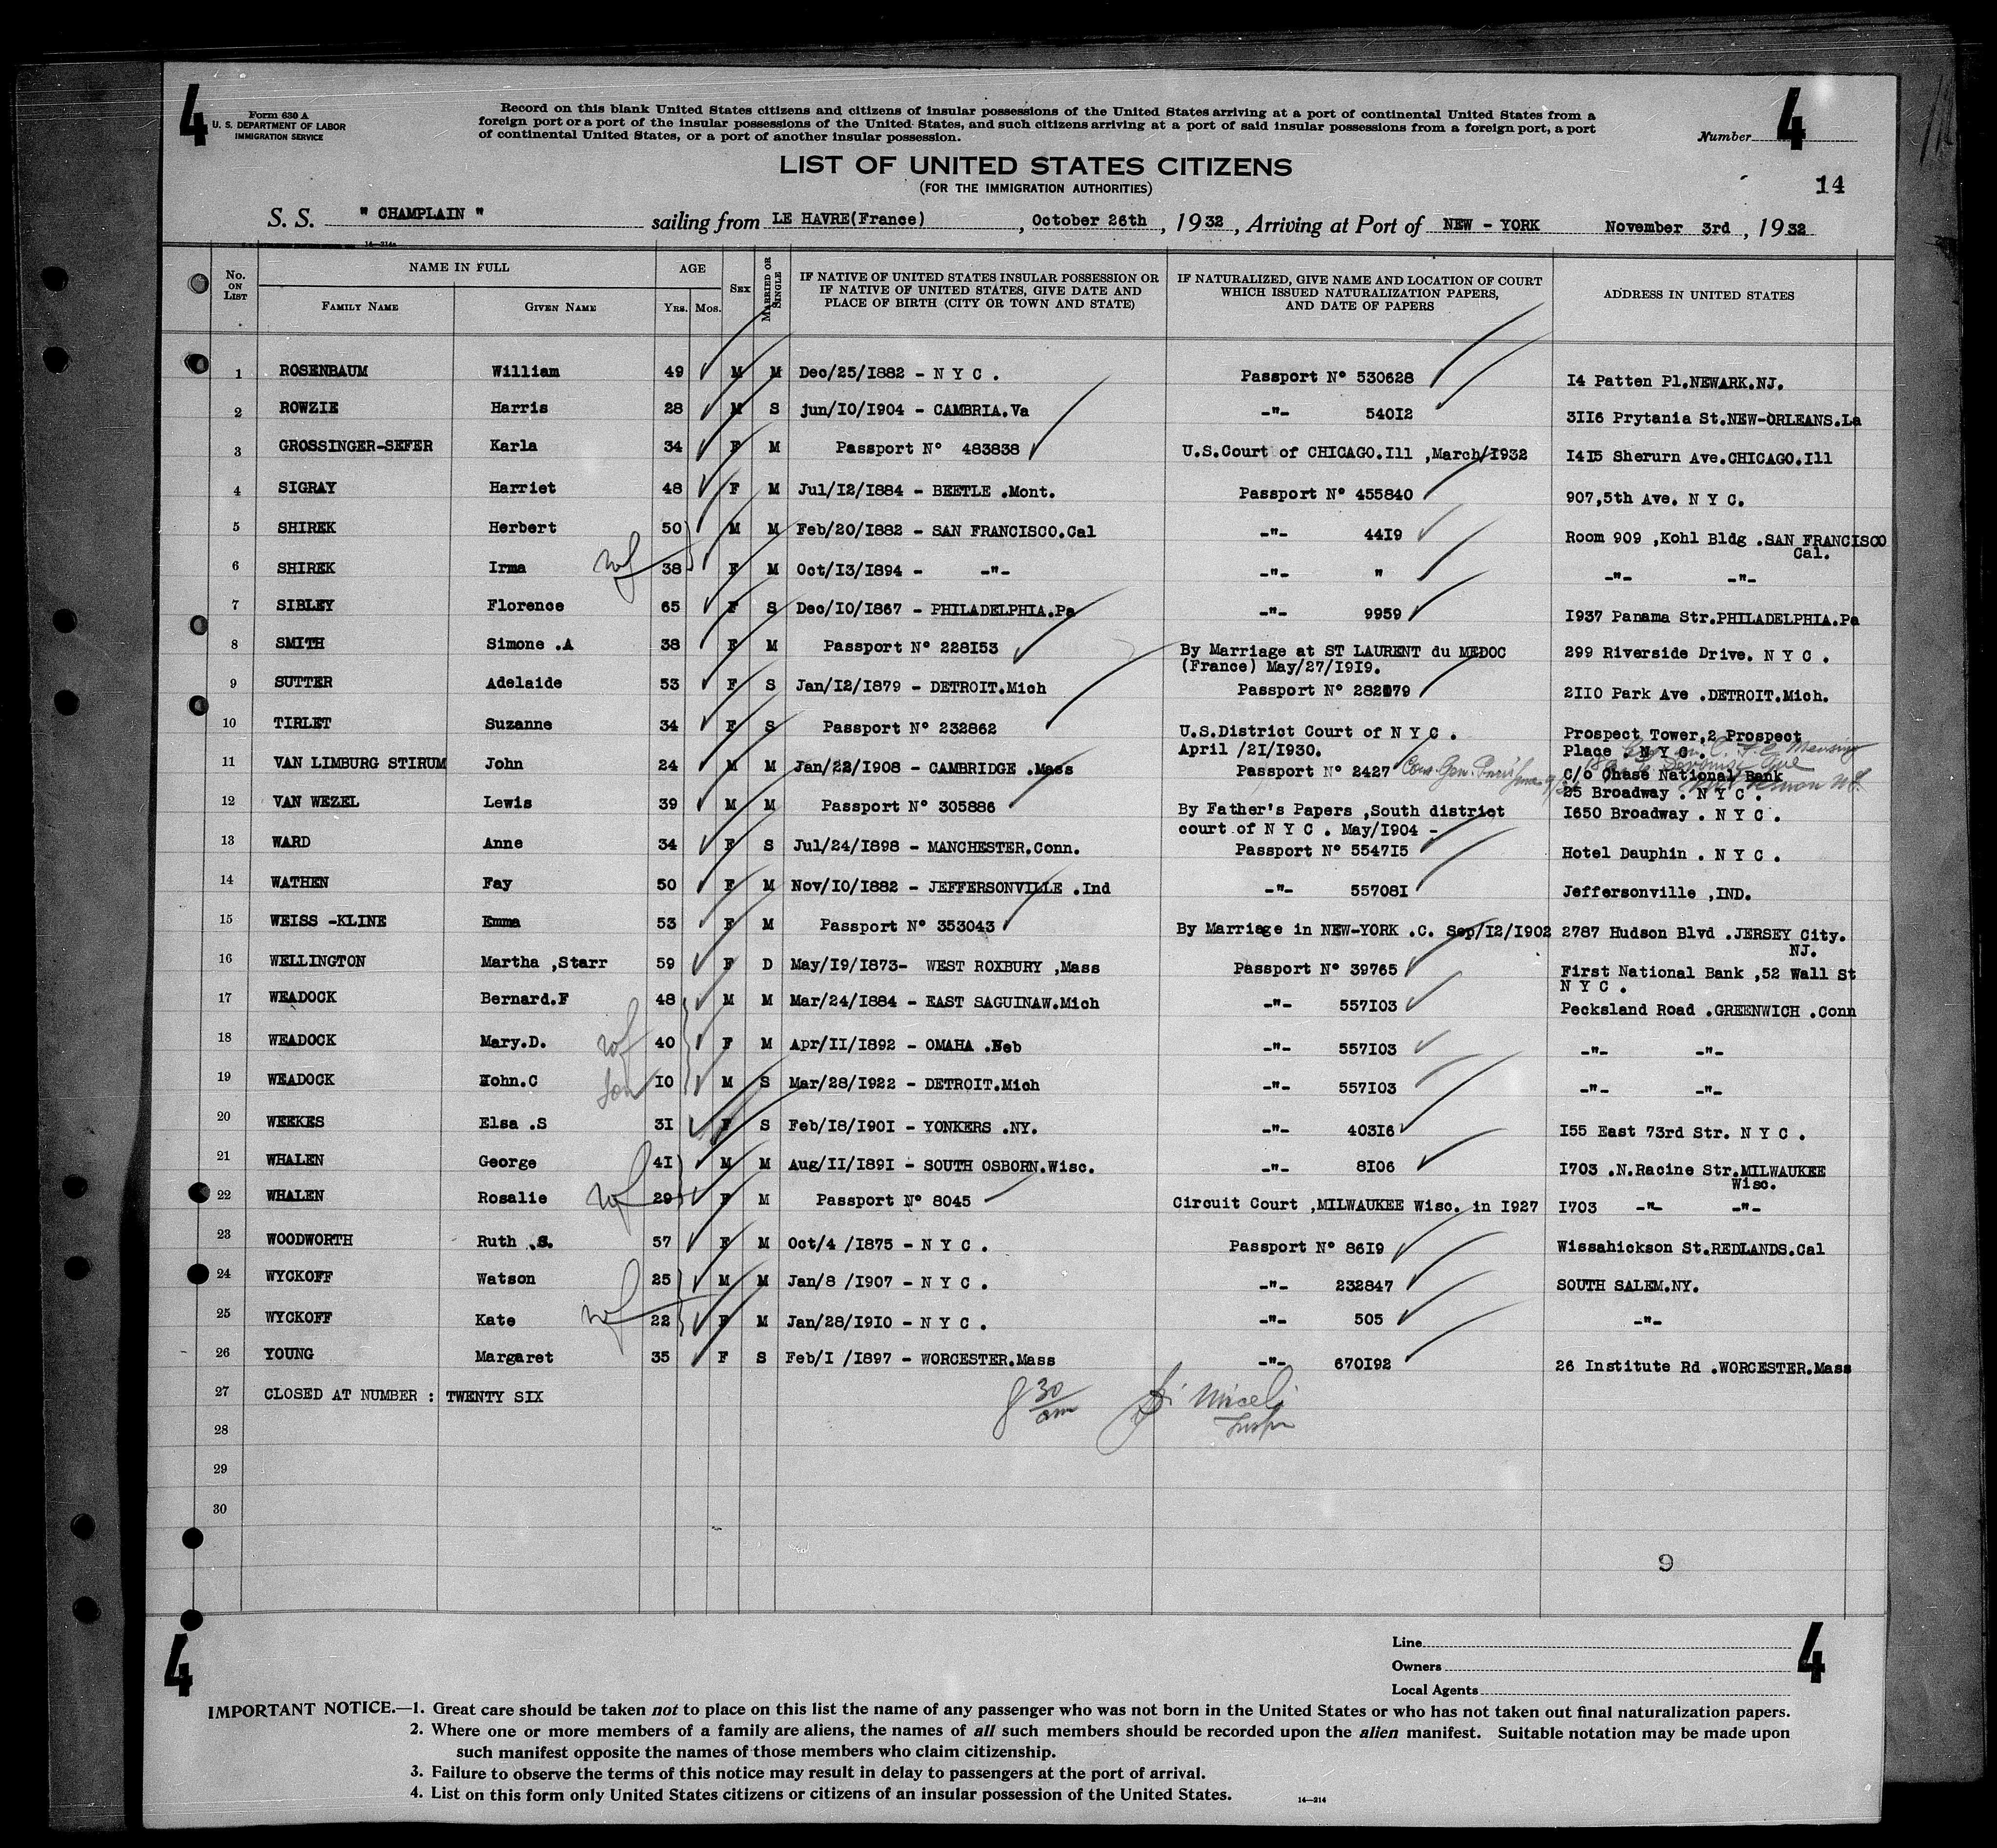 4
4
Form 630 A
U. S. DEPARTMENT OF LABOR
IMMIGRATION SERVICE
Record on this blank United States citizens and citizens of insular possessions of the United States arriving at a port of continental United States from a
foreign port or a port of the insular possessions of the United States, and such citizens arriving at a port of said insular possessions from a foreign port, a port
of continental United States, or a port of another insular possession.
Number
LIST OF UNITED STATES CITIZENS
(FOR THE IMMIGRATION AUTHORITIES)
14
S. S. " CHAMPLAIN " sailing from LE HAVRE(France), October 26th, 1932, Arriving at Port of NEW - YORK November 3rd, 1932
14—214a
No. ON LIST
NAME IN FULL
FAMILY NAME
GIVEN NAME
AGE
YRS. MOS.
SEX
MARRIED OR SINGLE
IF NATIVE OF UNITED STATES INSULAR POSSESSION OR
IF NATIVE OF UNITED STATES, GIVE DATE AND
PLACE OF BIRTH (CITY OR TOWN AND STATE)
IF NATURALIZED, GIVE NAME AND LOCATION OF COURT
WHICH ISSUED NATURALIZATION PAPERS,
AND DATE OF PAPERS
ADDRESS IN UNITED STATES
1 ROSENBAUM William 49 M M Dec/25/1882 - N Y C . Passport N° 530628 14 Patten Pl.NEWARK.NJ.
2 ROWZIE Harris 28 M S jun/10/1904 - CAMBRIA.Va -"- 54012 3116 Prytania St.NEW-ORLEANS.La
3 GROSSINGER-SEFER Karla 34 F M Passport N° 483838 U.S.Court of CHICAGO.Ill ,March/1932 1415 Sherurn Ave.CHICAGO.Ill
4 SIGRAY Harriet 48 F M Jul/12/1884 - BEETLE .Mont. Passport N° 455840 907,5th Ave. N Y C.
5 SHIREK Herbert 50 M M Feb/20/1882 - SAN FRANCISCO.Cal -"- 4419 Room 909 ,Kohl Bldg .SAN FRANCISCO
Cal.
wf
6 SHIREK Irma 38 F M Oct/13/1894 - -"- -"- " -"- -"-
7 SIBLEY Florence 65 F S Dec/10/1867 - PHILADELPHIA.Pa -"- 9959 1937 Panama Str.PHILADELPHIA.Pa
8 SMITH Simone .A 38 F M Passport N° 228153 By Marriage at ST LAURENT du MEDOC 299 Riverside Drive. N Y C .
(France) May/27/1919.
9 SUTTER Adelaide 53 F S Jan/12/1879 - DETROIT.Mich Passport N° 282179 2110 Park Ave .DETROIT.Mich.
10 TIRLET Suzanne 34 F S Passport N° 232862 U.S.District Court of N Y C . Prospect Tower,2 Prospect
April /21/1930. Place . N Y C .
11 VAN LIMBURG STIRUM John 24 M M Jan/22/1908 - CAMBRIDGE .Mass Passport N° 2427 C/o Chase National Bank
25 Broadway . N Y C .
12 VAN WEZEL Lewis 39 M M Passport N° 305886 By Father's Papers ,South district 1650 Broadway . N Y C .
court of N Y C . May/1904 -
13 WARD Anne 34 F S Jul/24/1898 - MANCHESTER.Conn. Passport N° 554715 Hotel Dauphin . N Y C .
14 WATHEN Fay 50 F M Nov/10/1882 - JEFFERSONVILLE .Ind -"- 557081 Jeffersonville ,IND.
15 WEISS -KLINE Emma 53 F M Passport N° 353043 By Marriage in NEW-YORK .C. Sep/12/1902 2787 Hudson Blvd .JERSEY City.
NJ.
16 WELLINGTON Martha ,Starr 59 F D May/19/1873- WEST ROXBURY ,Mass Passport N° 39765 First National Bank ,52 Wall St
N Y C .
17 WEADOCK Bernard.F 48 M M Mar/24/1884 - EAST SAGUINAW.Mich -"- 557103 Pecksland Road .GREENWICH .Conn
wf
18 WEADOCK Mary.D. 40 F M Apr/11/1892 - OMAHA .Neb -"- 557103 -"- -"-
son
19 WEADOCK John.C 10 M S Mar/28/1922 - DETROIT.Mich -"- 557103 -"- -"-
20 WEEKES Elsa .S 31 F S Feb/18/1901 - YONKERS .NY. -"- 40316 155 East 73rd Str. N Y C .
21 WHALEN George 41 M M Aug/11/1891 - SOUTH OSBORN.Wisc. -"- 8106 1703 .N.Racine Str.MILWAUKEE
Wisc.
wf
22 WHALEN Rosalie 29 F M Passport N° 8045 Circuit Court ,MILWAUKEE Wisc. in 1927 1703 -"- -"-
23 WOODWORTH Ruth .S. 57 F M Oct/4 /1875 - N Y C . Passport N° 8619 Wissahickson St.REDLANDS.Cal
24 WYCKOFF Watson 25 M M Jan/8 /1907 - N Y C . -"- 232847 SOUTH SALEM.NY.
wf
25 WYCKOFF Kate 22 F M Jan/28/1910 - N Y C . -"- 505 -"-
26 YOUNG Margaret 35 F S Feb/1 /1897 - WORCESTER.Mass -"- 670192 26 Institute Rd .WORCESTER.Mass
27 CLOSED AT NUMBER : TWENTY SIX
8 30
am
28
29
30
9
Line
Owners
Local Agents
4
4
IMPORTANT NOTICE.—1. Great care should be taken not to place on this list the name of any passenger who was not born in the United States or who has not taken out final naturalization papers.
2. Where one or more members of a family are aliens, the names of all such members should be recorded upon the alien manifest. Suitable notation may be made upon
such manifest opposite the names of those members who claim citizenship.
3. Failure to observe the terms of this notice may result in delay to passengers at the port of arrival.
4. List on this form only United States citizens or citizens of an insular possession of the United States.
14—214